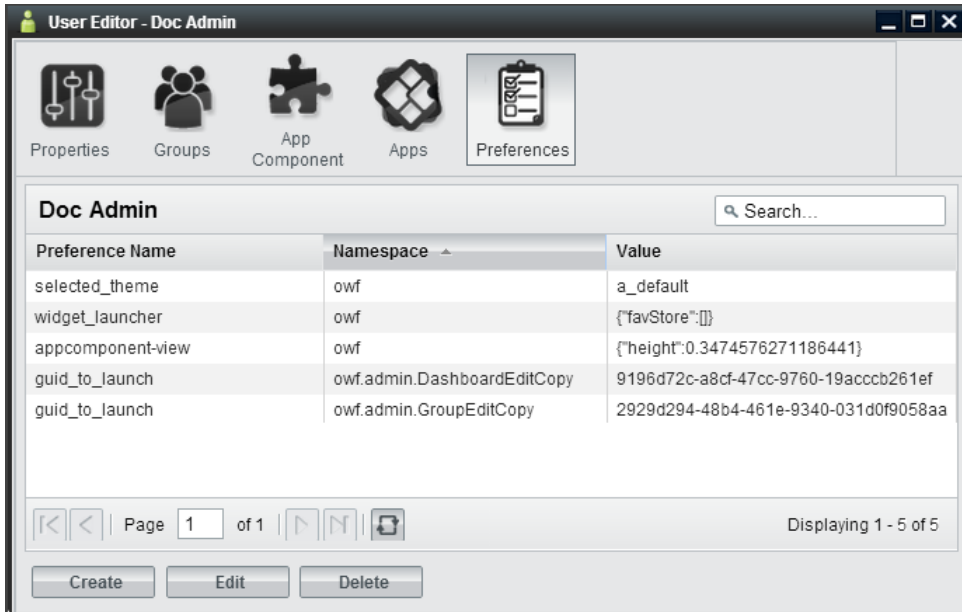 User Editor - Doc Admin
Properties
Groups
App
Component
Apps
Preferences
Doc Admin
Search...
Preference Name Namespace Value
selected_theme owf a_default
widget_launcher owf {"favStore":[]}
appcomponent-view owf {"height":0.3474576271186441}
guid_to_launch owf.admin.DashboardEditCopy 9196d72c-a8cf-47cc-9760-19acccb261ef
guid_to_launch owf.admin.GroupEditCopy 2929d294-48b4-461e-9340-031d0f9058aa
Page 1 of 1 Displaying 1 - 5 of 5
Create Edit Delete